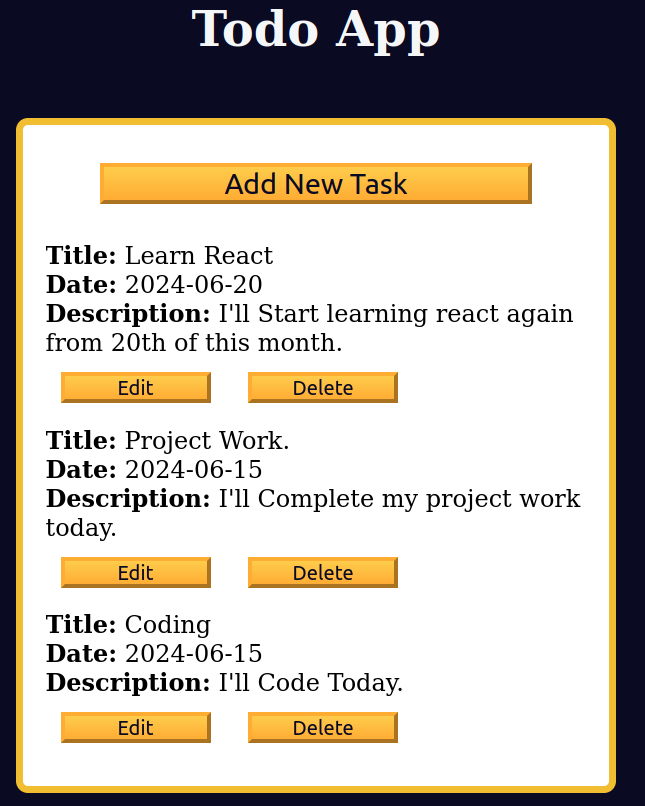 Todo App
Add New Task
Title: Learn React
Date: 2024-06-20
Description: I'll Start learning react again
from 20th of this month.
Edit Delete
Title: Project Work.
Date: 2024-06-15
Description: I'll Complete my project work
today.
Edit Delete
Title: Coding
Date: 2024-06-15
Description: I'll Code Today.
Edit Delete